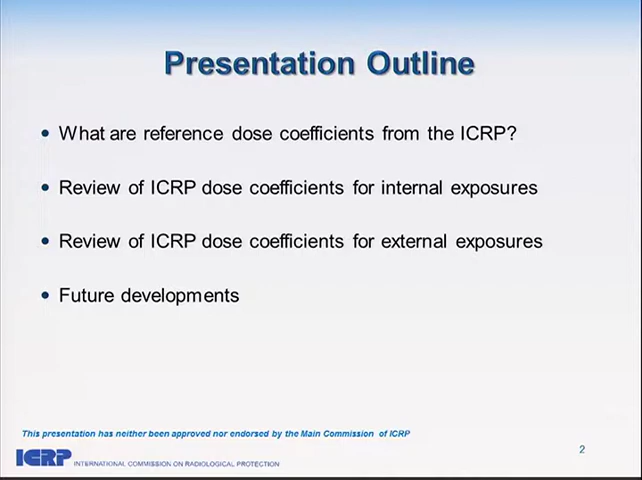 Presentation Outline
• What are reference dose coefficients from the ICRP?
• Review of ICRP dose coefficients for internal exposures
• Review of ICRP dose coefficients for external exposures
• Future developments
This presentation has neither been approved nor endorsed by the Main Commission of ICRP
2
ICRP INTERNATIONAL COMMISSION ON RADIOLOGICAL PROTECTION